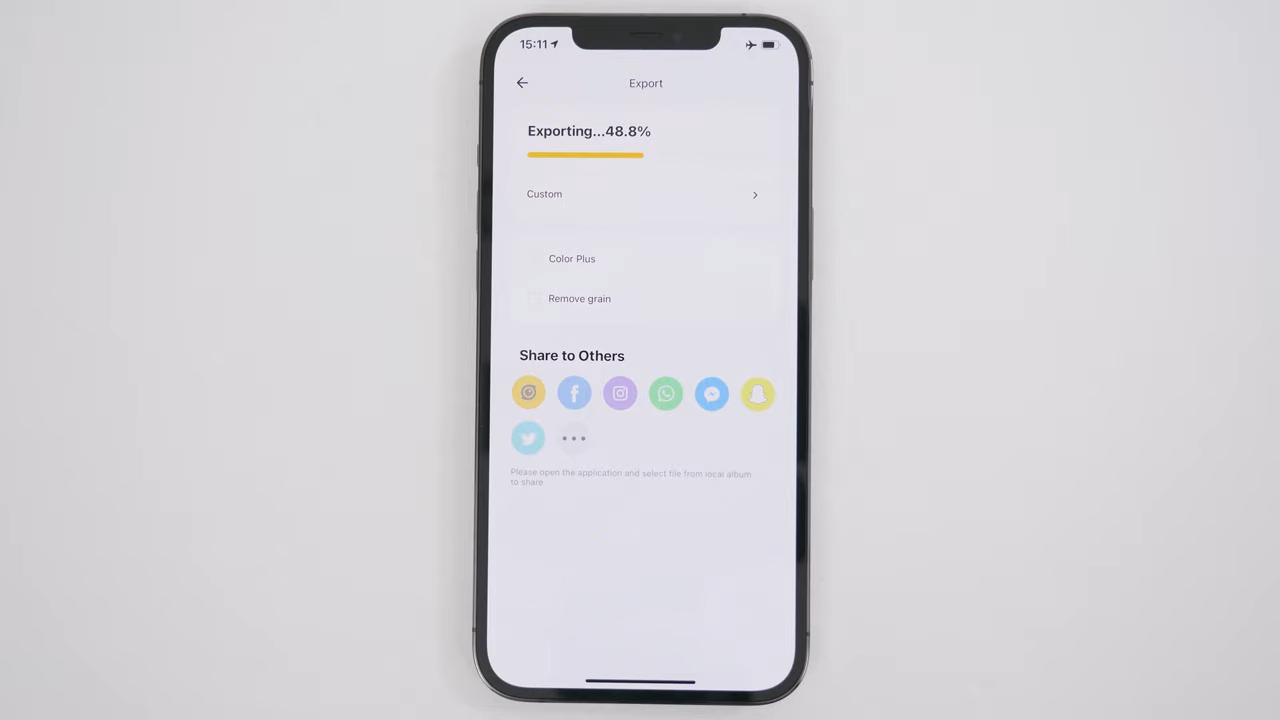 15:11
Export
Exporting...48.8%
Custom
Color Plus
Remove grain
Share to Others
Please open the application and select file from local album
to share